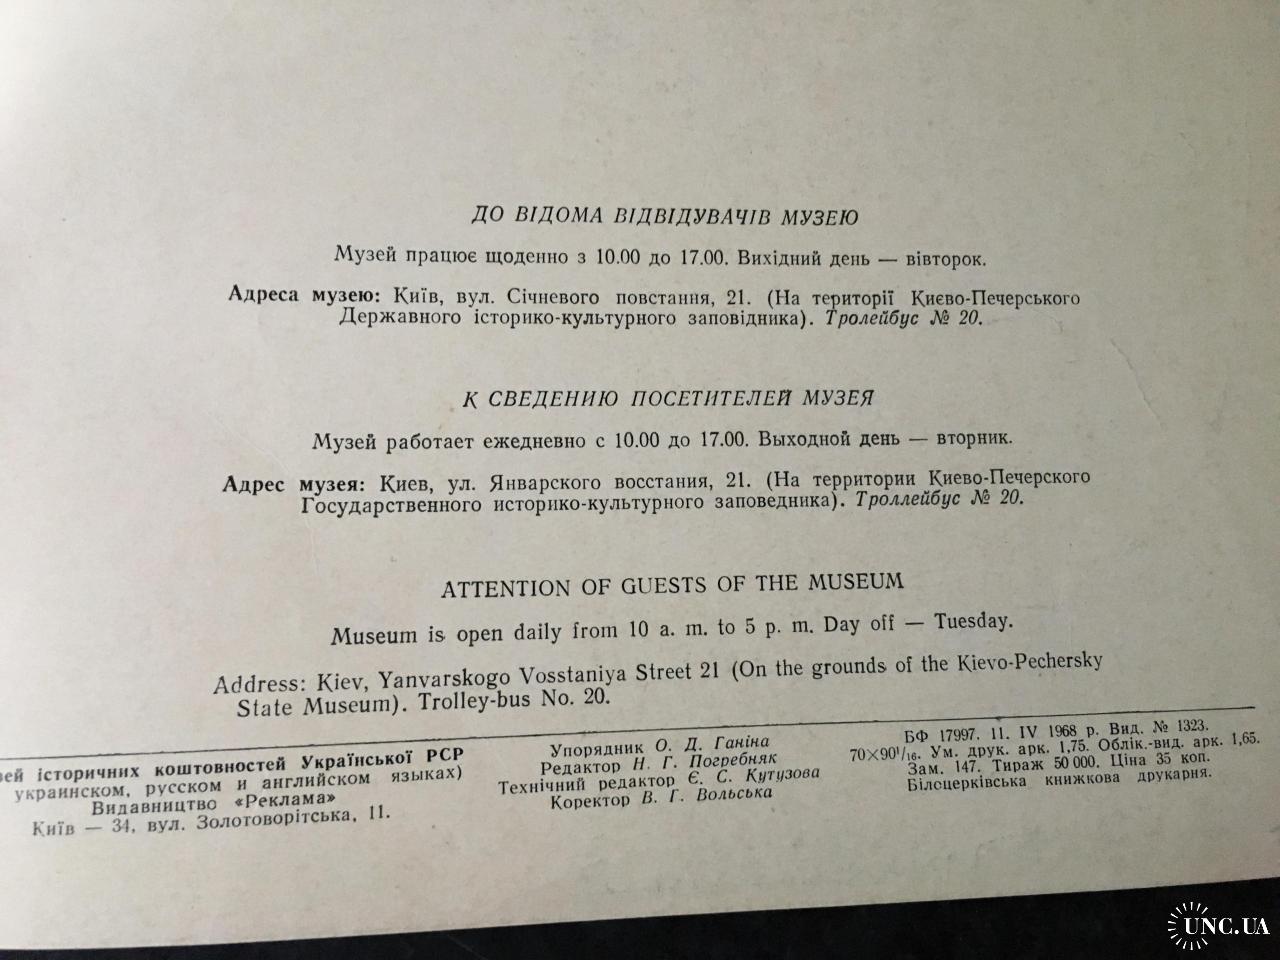 ДО ВІДОМА ВІДВІДУВАЧІВ МУЗЕЮ
Музей працює щоденно з 10.00 до 17.00. Вихідний день — вівторок.
Адреса музею: Київ, вул. Січневого повстання, 21. (На території Києво-Печерського
Державного історико-культурного заповідника). Тролейбус № 20.
К СВЕДЕНИЮ ПОСЕТИТЕЛЕЙ МУЗЕЯ
Музей работает ежедневно с 10.00 до 17.00. Выходной день — вторник.
Адрес музея: Киев, ул. Январского восстания, 21. (На территории Киево-Печерского
Государственного историко-культурного заповедника). Троллейбус № 20.
ATTENTION OF GUESTS OF THE MUSEUM
Museum is open daily from 10 a. m. to 5 p. m. Day off — Tuesday.
Address: Kiev, Yanvarskogo Vosstaniya Street 21 (On the grounds of the Kievo-Pechersky
State Museum). Trolley-bus No. 20.
історичних коштовностей Української РСР
украинском, русском и английском языках)
Видавництво «Реклама»
Київ — 34, вул. Золотоворітська, 11.
Упорядник О. Д. Ганіна
Редактор Н. Г. Погребняк
Технічний редактор Є. С. Кутузова
Коректор В. Г. Вольська
БФ 17997. 11. IV 1968 р. Вид. № 1323.
70×90 1/16. Ум. друк. арк. 1,75. Облік.-вид. арк. 1,65.
Зам. 147. Тираж 50 000. Ціна 35 коп.
Білоцерківська книжкова друкарня.
UNC.UA